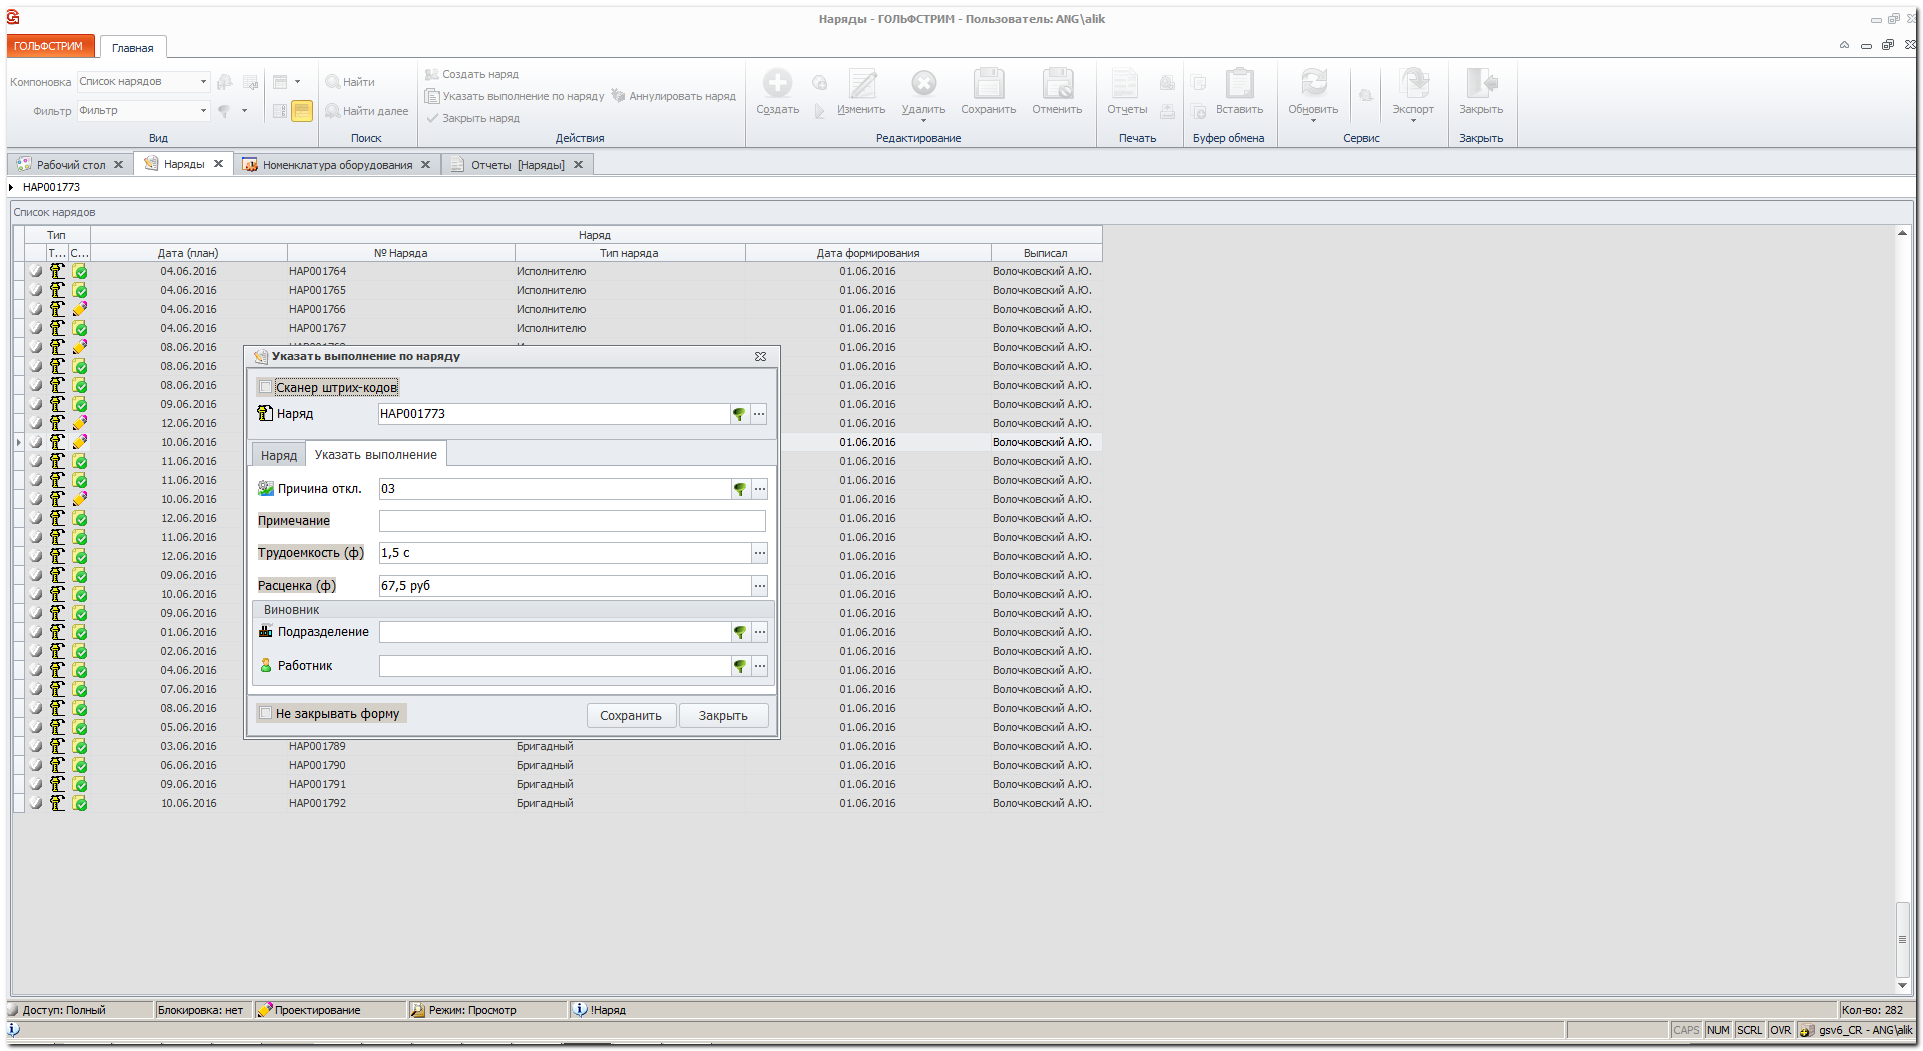 Наряды - ГОЛЬФСТРИМ - Пользователь: ANG\alik
ГОЛЬФСТРИМ
Главная
Компоновка
Список нарядов
Фильтр
Фильтр
Вид
Найти
Найти далее
Поиск
Создать наряд
Указать выполнение по наряду
Аннулировать наряд
Закрыть наряд
Действия
Создать
Изменить
Удалить
Сохранить
Отменить
Редактирование
Отчеты
Печать
Вставить
Буфер обмена
Обновить
Экспорт
Сервис
Закрыть
Закрыть
Рабочий стол
Наряды
Номенклатура оборудования
Отчеты [Наряды]
НАР001773
Список нарядов
Тип
Наряд
Т... С... Дата (план) № Наряда Тип наряда Дата формирования Выписал
04.06.2016 НАР001764 Исполнителю 01.06.2016 Волочковский А.Ю.
04.06.2016 НАР001765 Исполнителю 01.06.2016 Волочковский А.Ю.
04.06.2016 НАР001766 Исполнителю 01.06.2016 Волочковский А.Ю.
04.06.2016 НАР001767 Исполнителю 01.06.2016 Волочковский А.Ю.
08.06.2016 01.06.2016 Волочковский А.Ю.
08.06.2016 01.06.2016 Волочковский А.Ю.
08.06.2016 01.06.2016 Волочковский А.Ю.
09.06.2016 01.06.2016 Волочковский А.Ю.
12.06.2016 01.06.2016 Волочковский А.Ю.
10.06.2016 01.06.2016 Волочковский А.Ю.
11.06.2016 01.06.2016 Волочковский А.Ю.
11.06.2016 01.06.2016 Волочковский А.Ю.
10.06.2016 01.06.2016 Волочковский А.Ю.
12.06.2016 01.06.2016 Волочковский А.Ю.
11.06.2016 01.06.2016 Волочковский А.Ю.
12.06.2016 01.06.2016 Волочковский А.Ю.
09.06.2016 01.06.2016 Волочковский А.Ю.
10.06.2016 01.06.2016 Волочковский А.Ю.
09.06.2016 01.06.2016 Волочковский А.Ю.
01.06.2016 01.06.2016 Волочковский А.Ю.
02.06.2016 01.06.2016 Волочковский А.Ю.
04.06.2016 01.06.2016 Волочковский А.Ю.
07.06.2016 01.06.2016 Волочковский А.Ю.
08.06.2016 01.06.2016 Волочковский А.Ю.
05.06.2016 01.06.2016 Волочковский А.Ю.
03.06.2016 НАР001789 Бригадный 01.06.2016 Волочковский А.Ю.
06.06.2016 НАР001790 Бригадный 01.06.2016 Волочковский А.Ю.
09.06.2016 НАР001791 Бригадный 01.06.2016 Волочковский А.Ю.
10.06.2016 НАР001792 Бригадный 01.06.2016 Волочковский А.Ю.
Указать выполнение по наряду
Сканер штрих-кодов
Наряд НАР001773
Наряд Указать выполнение
Причина откл. 03
Примечание
Трудоемкость (ф) 1,5 с
Расценка (ф) 67,5 руб
Виновник
Подразделение
Работник
Не закрывать форму Сохранить Закрыть
Доступ: Полный Блокировка: нет Проектирование Режим: Просмотр !Наряд Кол-во: 282
CAPS NUM SCRL OVR gsv6_CR - ANG\alik